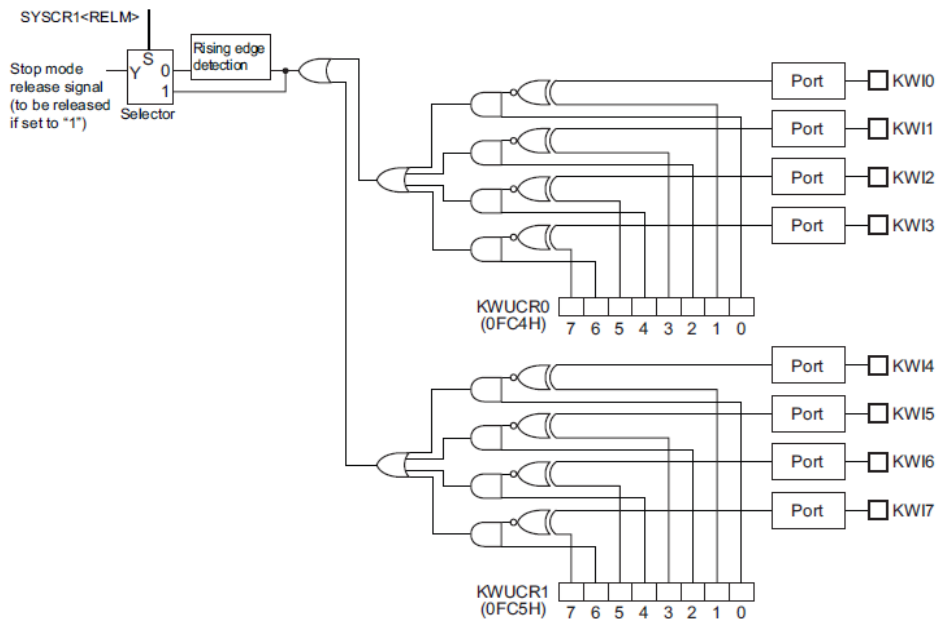 SYSCR1<RELM>
Stop mode
release signal
(to be released
if set to “1”)
S
Y
0
1
Selector
Rising edge
detection
Port
KWI0
Port
KWI1
Port
KWI2
Port
KWI3
KWUCR0
(0FC4H)
7 6 5 4 3 2 1 0
Port
KWI4
Port
KWI5
Port
KWI6
Port
KWI7
KWUCR1
(0FC5H)
7 6 5 4 3 2 1 0